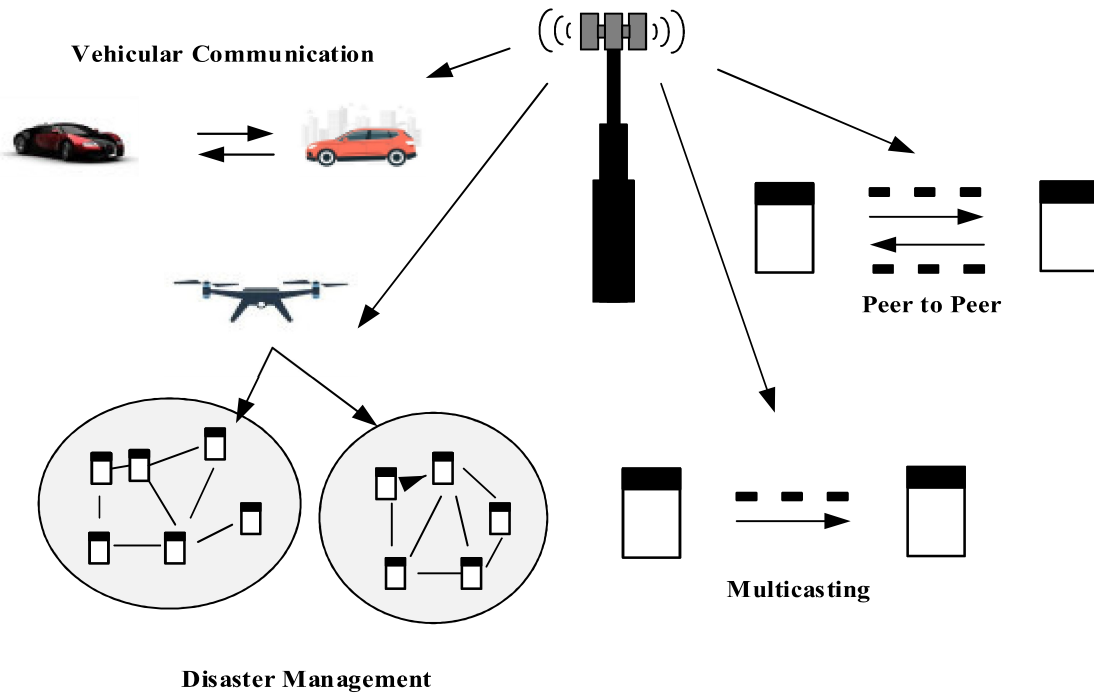 Vehicular Communication
Peer to Peer
Multicasting
Disaster Management